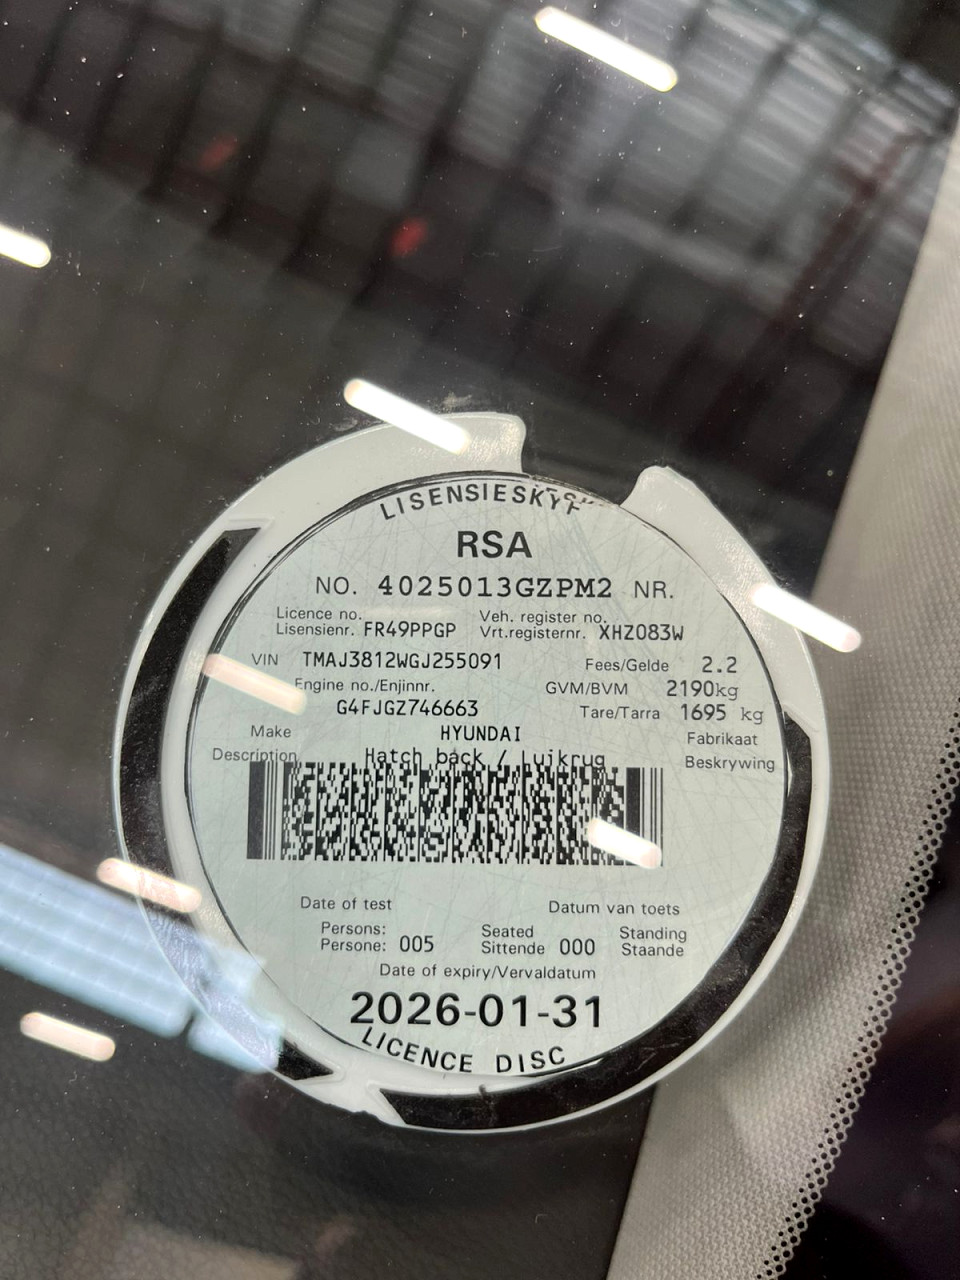 LISENSIESKYF
RSA
NO. 4025013GZPM2 NR.
Licence no. Veh. register no.
Lisensienr. FR49PPGP Vrt.registernr. XHZ083W
VIN TMAJ3812WGJ255091 Fees/Gelde 2.2
Engine no./Enjinnr. GVM/BVM 2190kg
G4FJGZ746663 Tare/Tarra 1695 kg
Make HYUNDAI Fabrikaat
Description Hatch back / Luikrug Beskrywing
Date of test Datum van toets
Persons: Seated Standing
Persone: 005 Sittende 000 Staande
Date of expiry/Vervaldatum
2026-01-31
LICENCE DISC